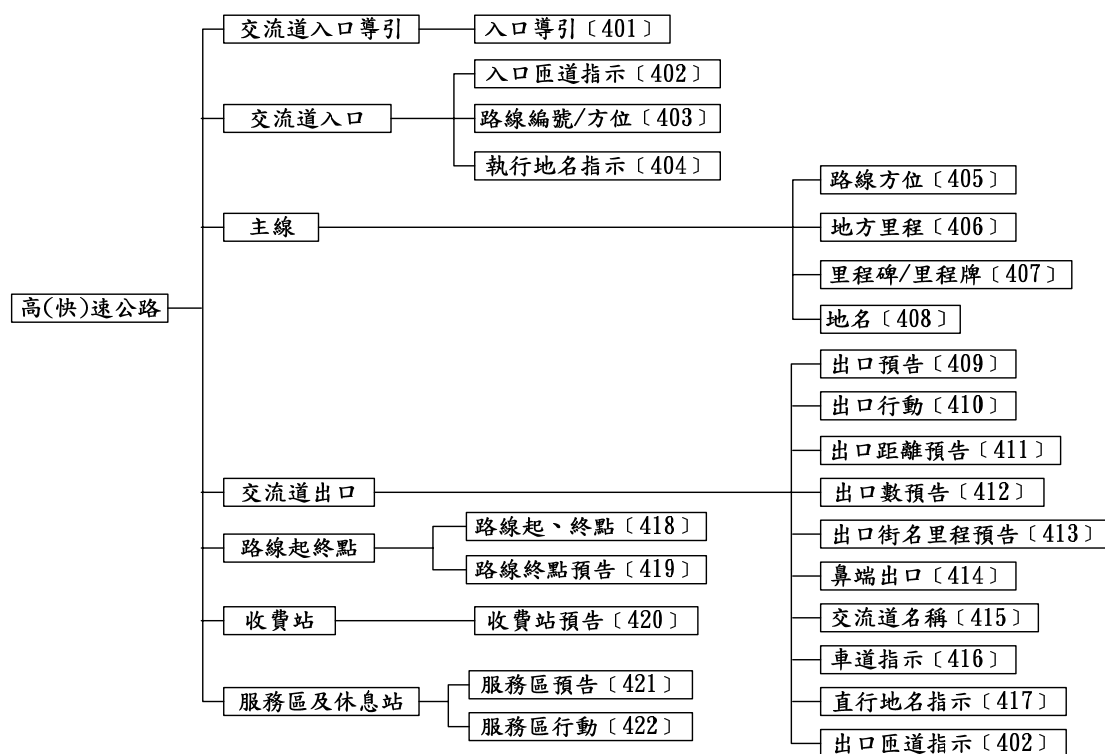 高(快)速公路
交流道入口導引
入口導引〔401〕
交流道入口
入口匝道指示〔402〕
路線編號/方位〔403〕
執行地名指示〔404〕
主線
路線方位〔405〕
地方里程〔406〕
里程碑/里程牌〔407〕
地名〔408〕
交流道出口
出口預告〔409〕
出口行動〔410〕
出口距離預告〔411〕
出口數預告〔412〕
出口街名里程預告〔413〕
鼻端出口〔414〕
交流道名稱〔415〕
車道指示〔416〕
直行地名指示〔417〕
出口匝道指示〔402〕
路線起終點
路線起、終點〔418〕
路線終點預告〔419〕
收費站
收費站預告〔420〕
服務區及休息站
服務區預告〔421〕
服務區行動〔422〕